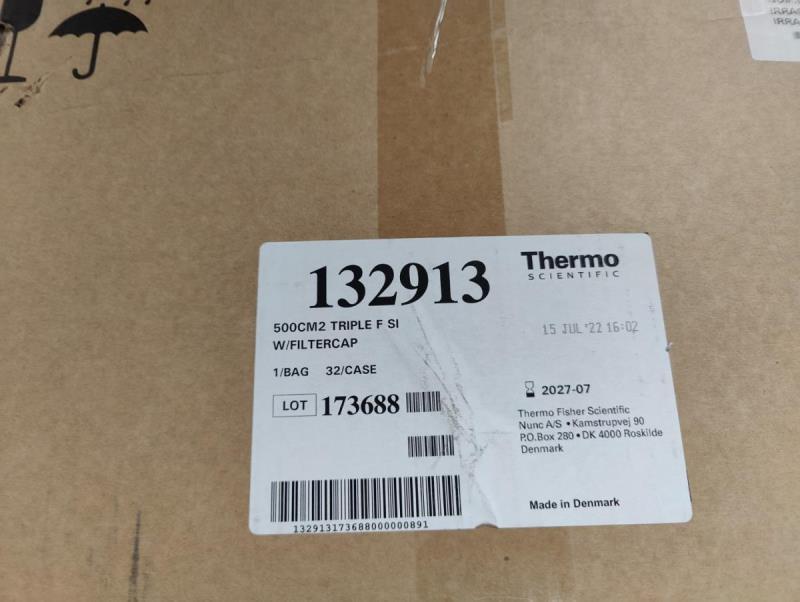 132913
Thermo
SCIENTIFIC
500CM2 TRIPLE F SI
W/FILTERCAP
15 JUL '22 16:02
1/BAG 32/CASE
2027-07
LOT 173688
Thermo Fisher Scientific
Nunc A/S • Kamstrupvej 90
P.O.Box 280 • DK 4000 Roskilde
Denmark
Made in Denmark
132913173688000000891